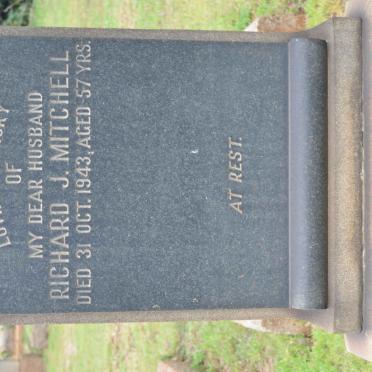 OF
MY DEAR HUSBAND
RICHARD J. MITCHELL
DIED 31 OCT. 1943, AGED 57 YRS.
AT REST.